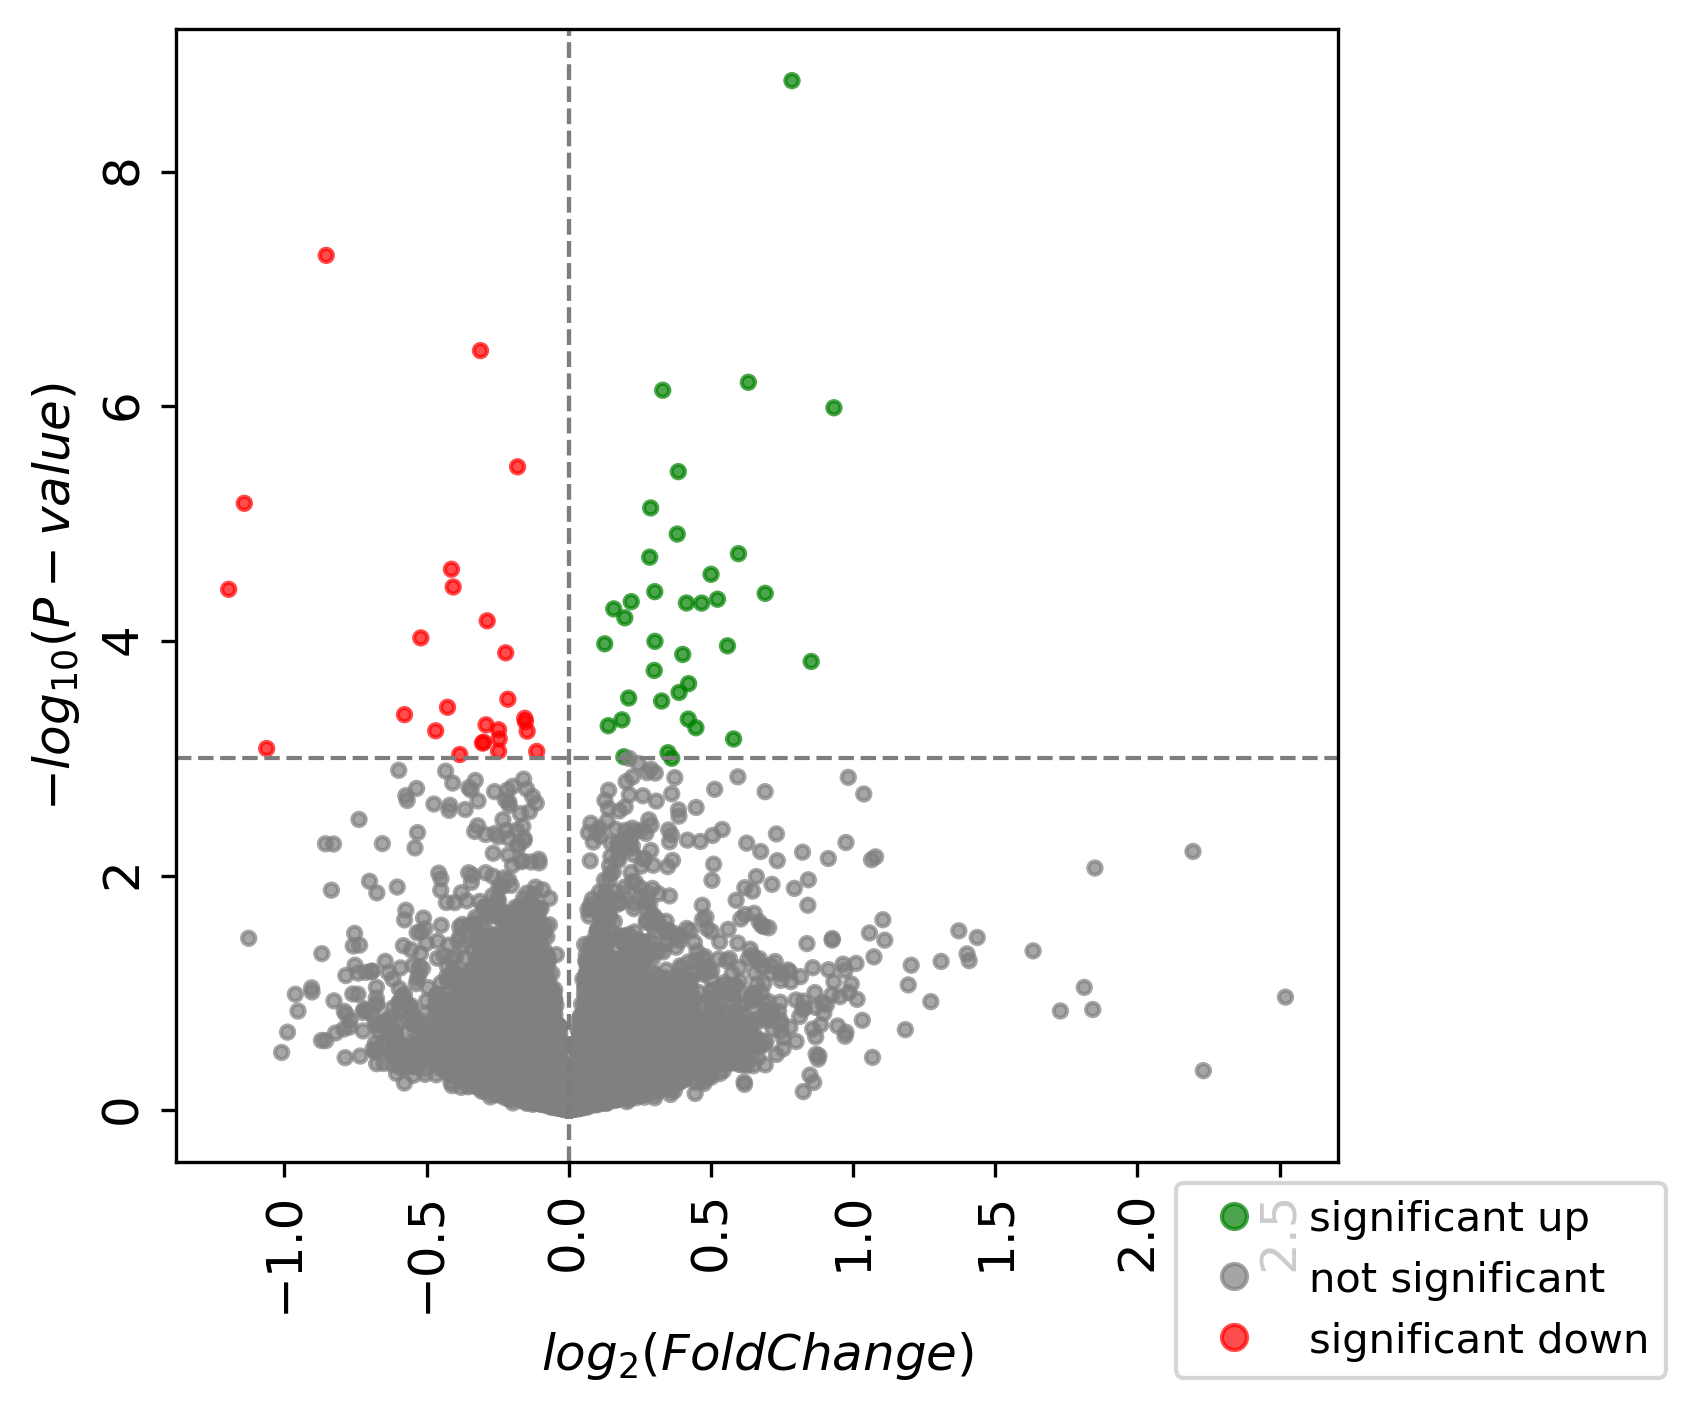 8
6
4
2
0
−log₁₀(P − value)
−1.0
−0.5
0.0
0.5
1.0
1.5
2.0
2.5
log₂(FoldChange)
significant up
not significant
significant down